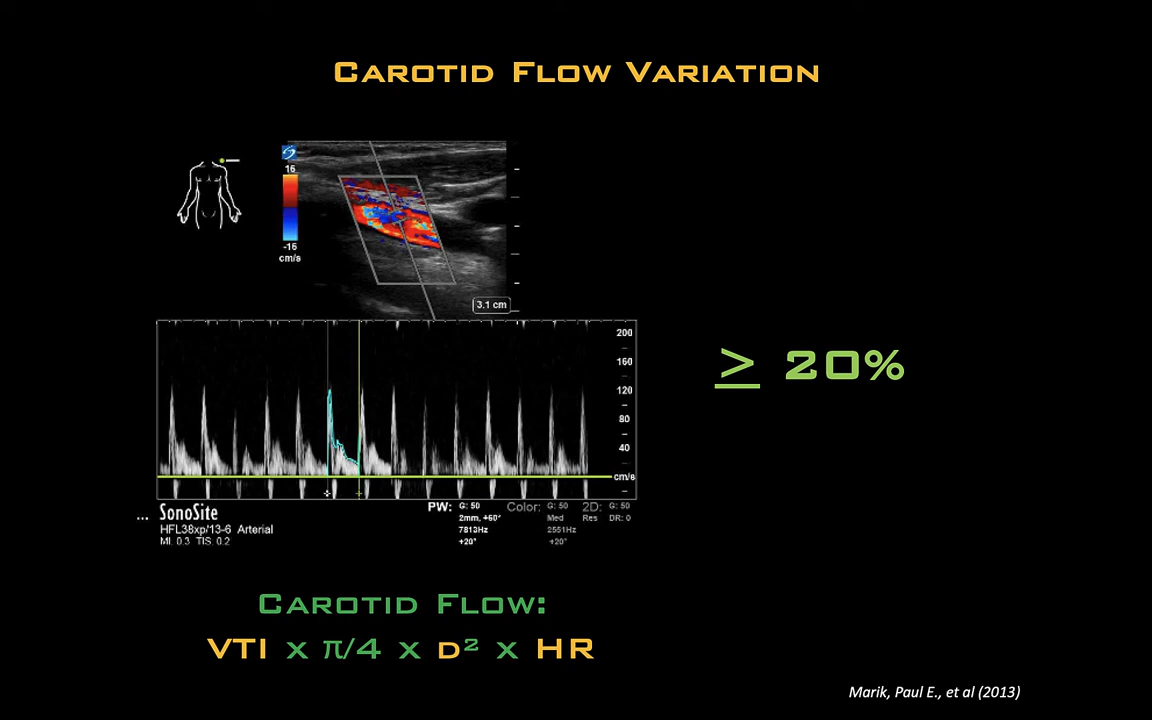 Carotid Flow Variation
16
-16
cm/s
3.1 cm
200
160
120
80
40
cm/s
≥ 20%
... SonoSite
HFL38xp/13-6 Arterial
MI. 0.3 TIS. 0.2
PW: G: 50
2mm, +60°
7813Hz
+20°
Color: G: 50
Med
2551Hz
+20°
2D: G: 50
Res DR: 0
Carotid Flow:
VTI x π/4 x D² x HR
Marik, Paul E., et al (2013)